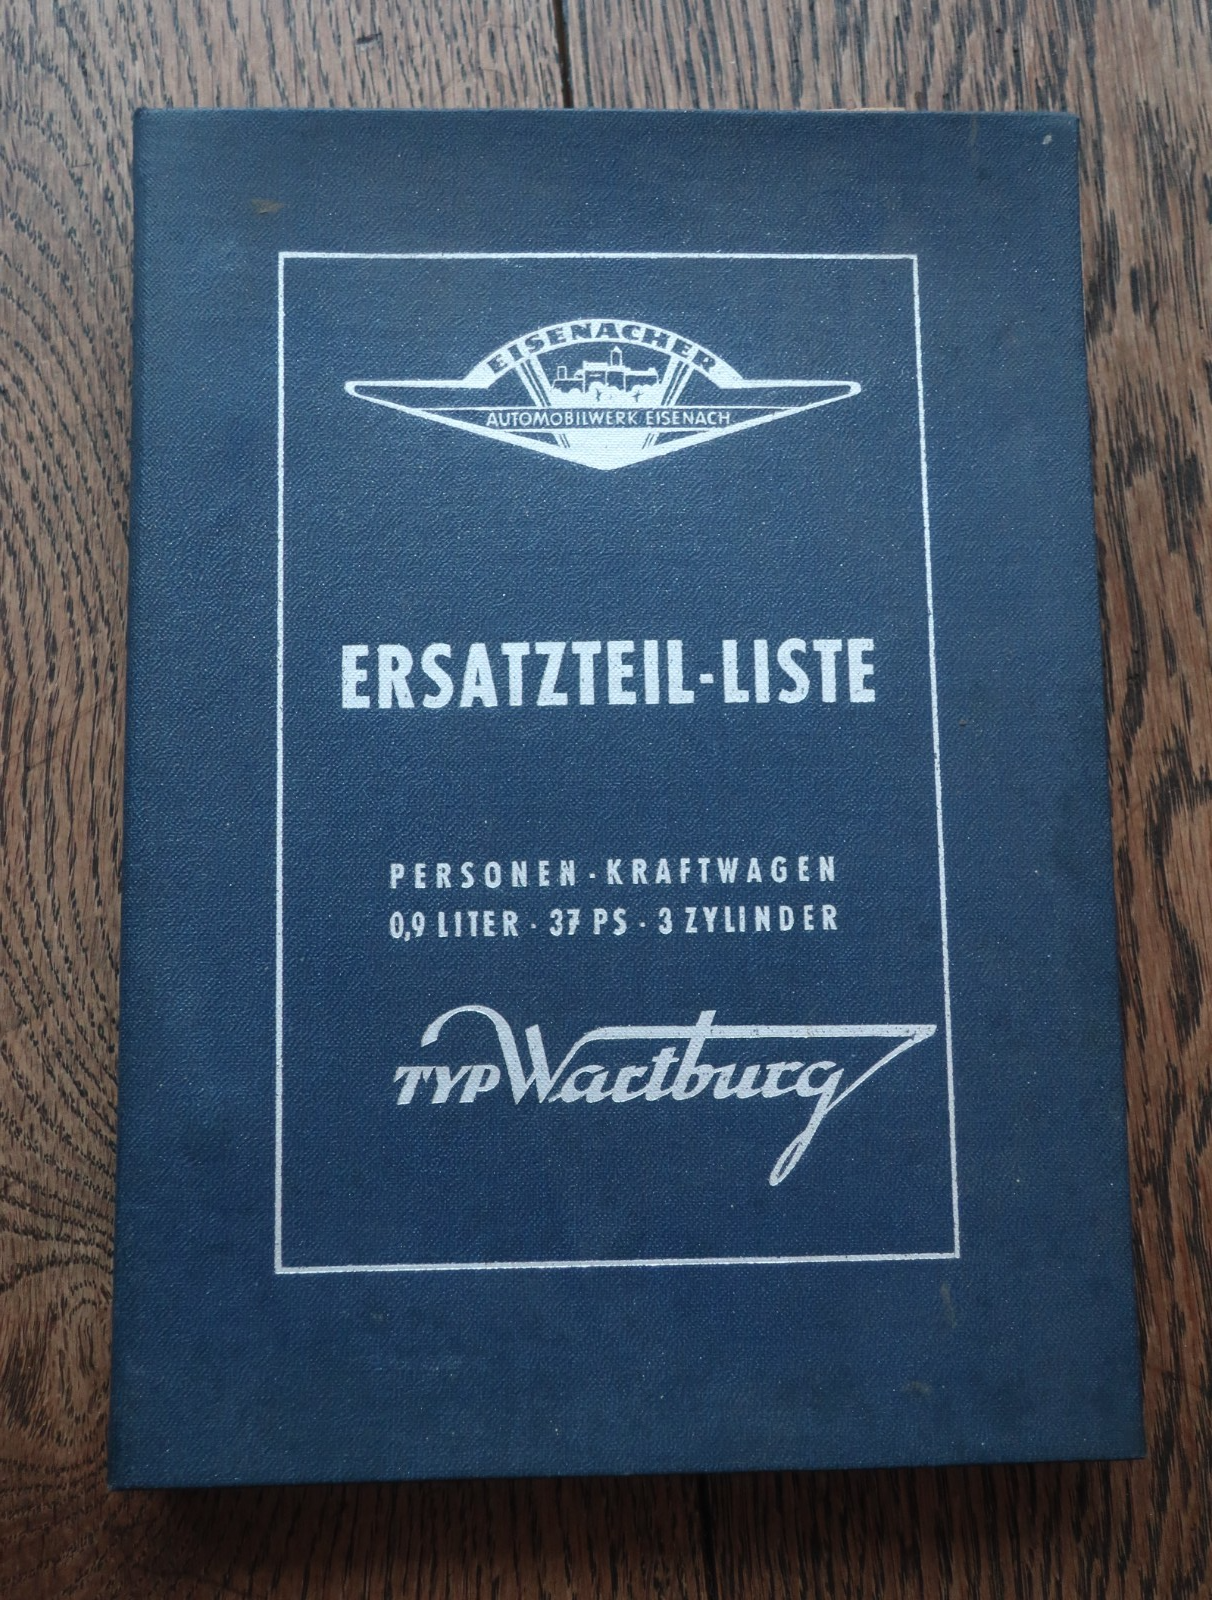 EISENACHER
AUTOMOBILWERK EISENACH
ERSATZTEIL-LISTE
PERSONEN-KRAFTWAGEN
0,9 LITER · 37 PS · 3 ZYLINDER
TYP Wartburg